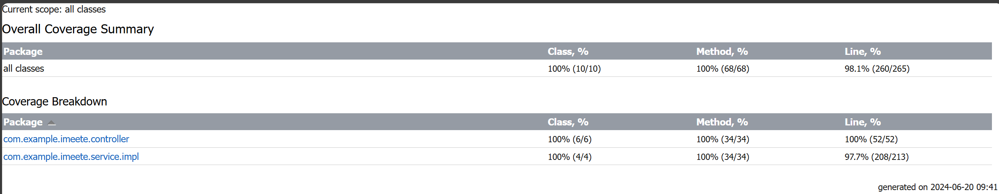 Current scope: all classes
Overall Coverage Summary
Package Class, % Method, % Line, %
all classes 100% (10/10) 100% (68/68) 98.1% (260/265)
Coverage Breakdown
Package Class, % Method, % Line, %
com.example.imeete.controller 100% (6/6) 100% (34/34) 100% (52/52)
com.example.imeete.service.impl 100% (4/4) 100% (34/34) 97.7% (208/213)
generated on 2024-06-20 09:41